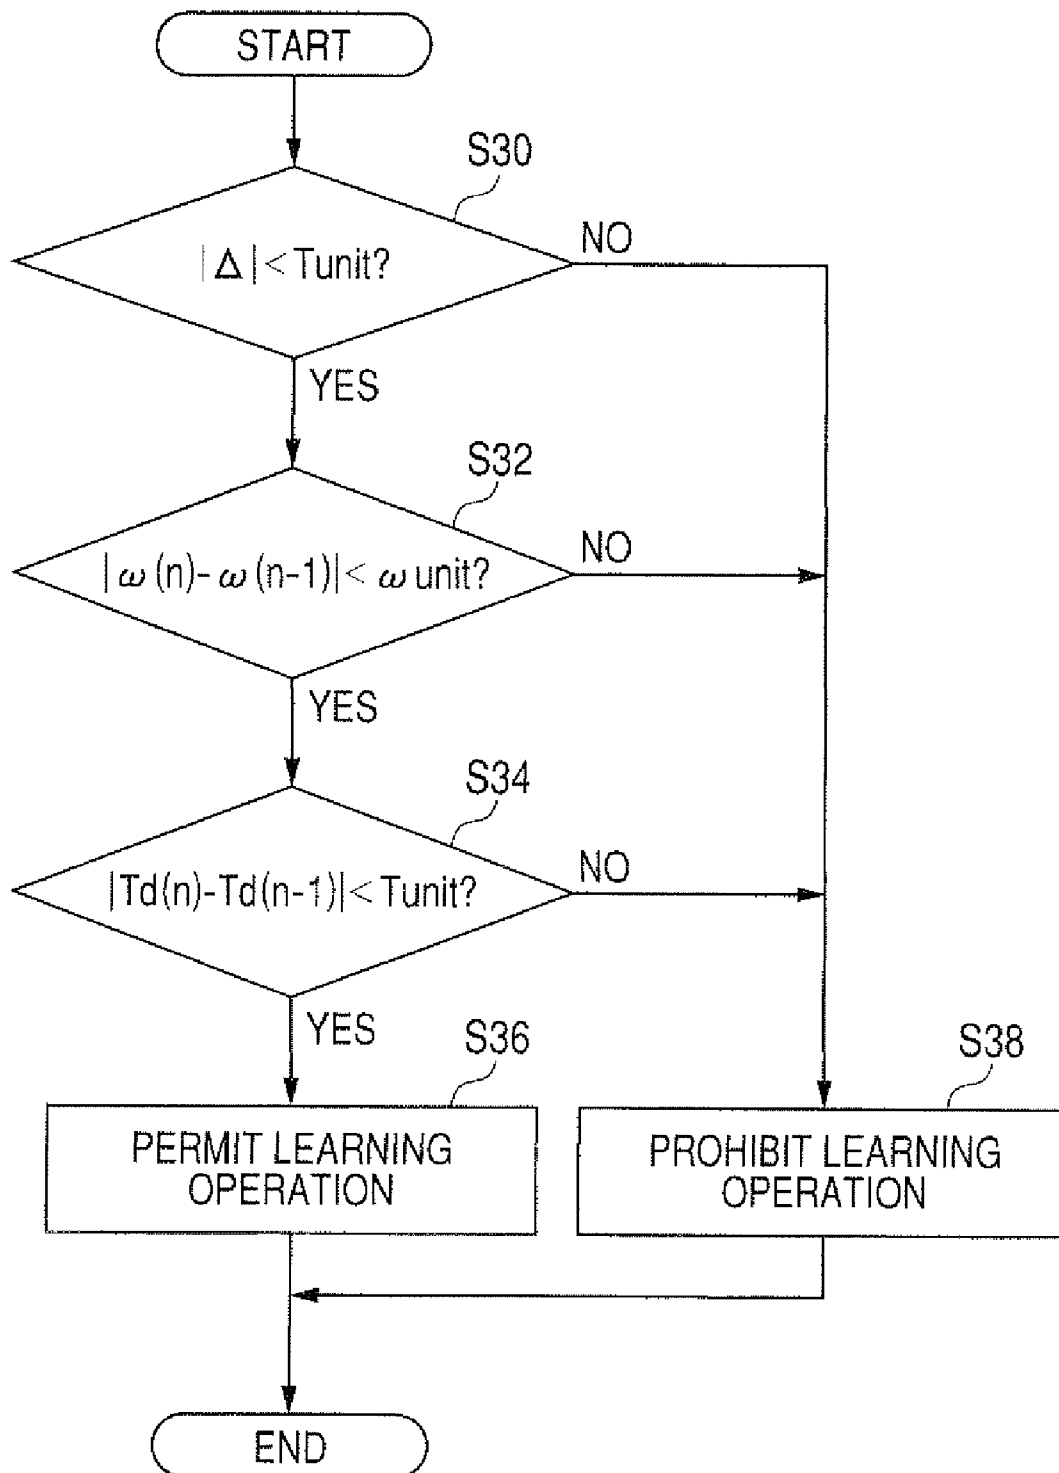 START
S30
|Δ|< Tunit?
NO
YES
S32
|ω(n)-ω(n-1)|< ω unit?
NO
YES
S34
|Td(n)-Td(n-1)|< Tunit?
NO
YES
S36
S38
PERMIT LEARNING
OPERATION
PROHIBIT LEARNING
OPERATION
END